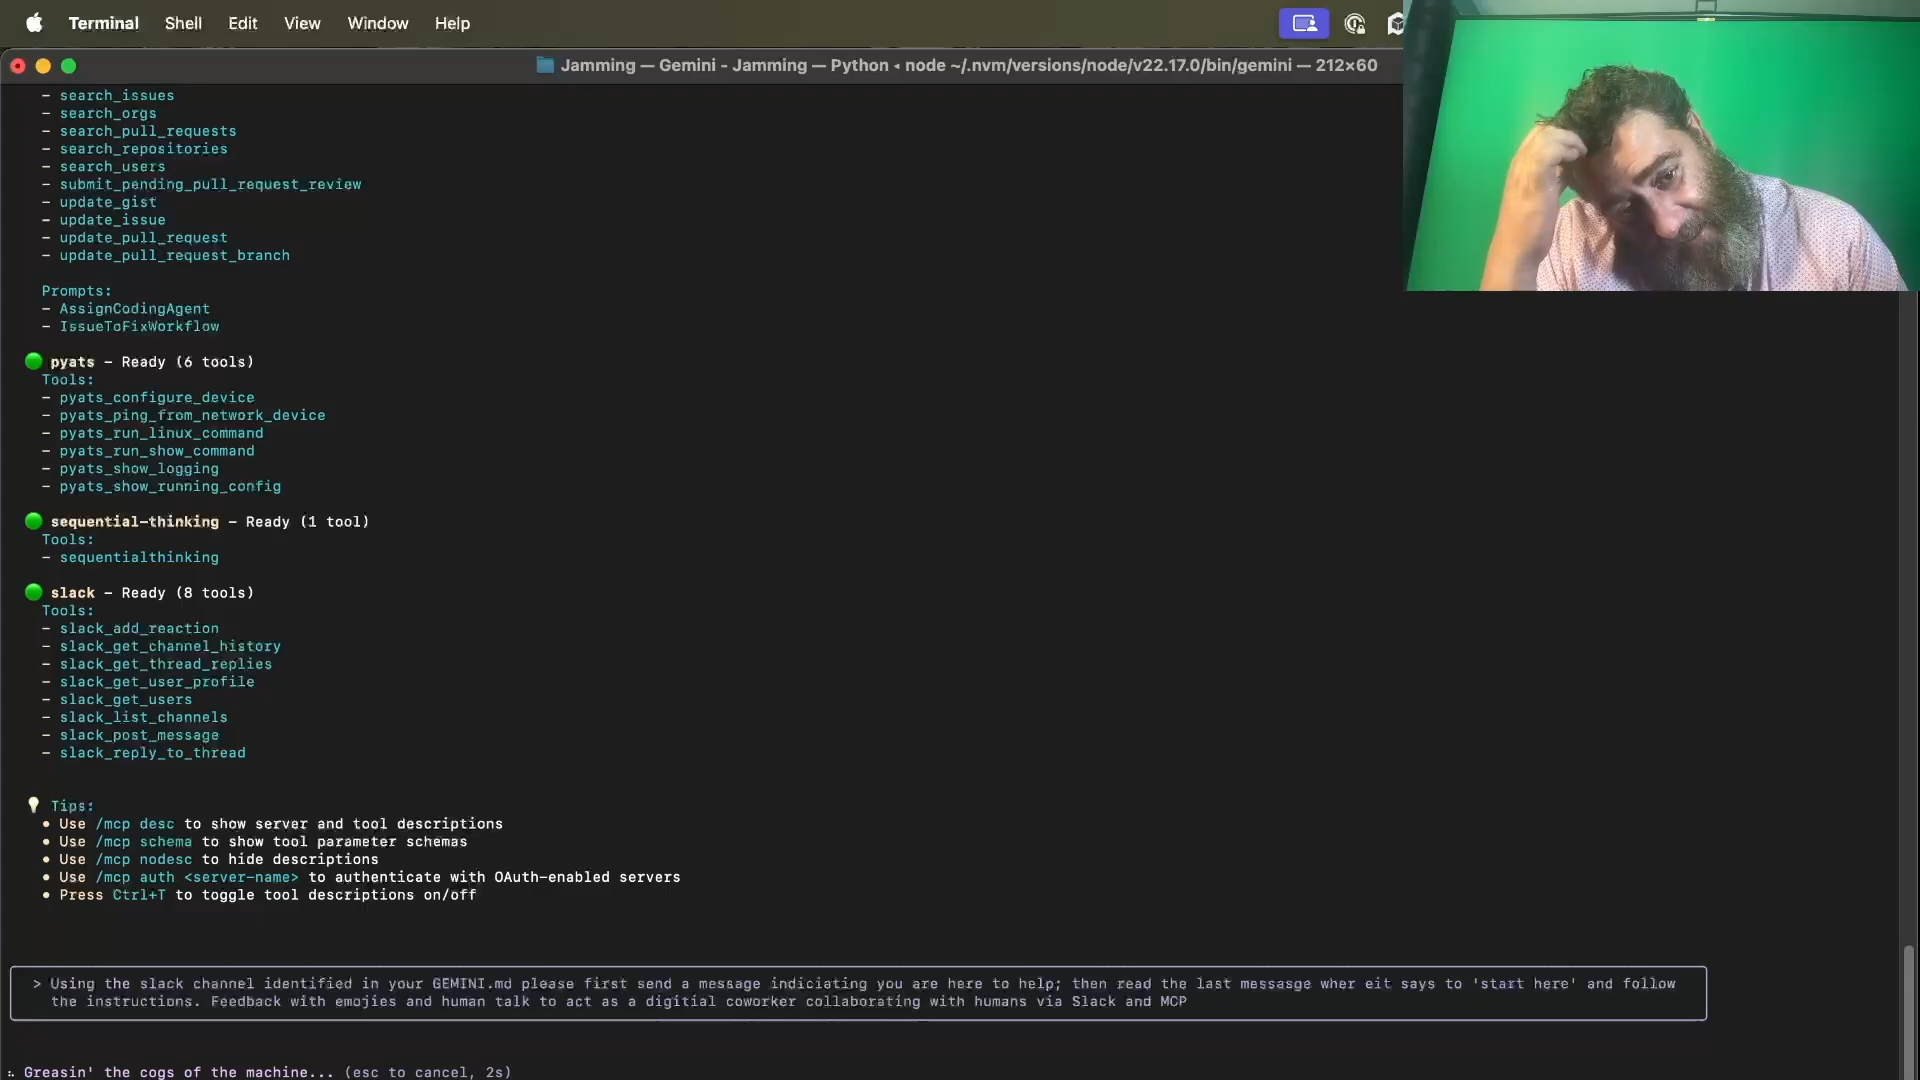 Terminal Shell Edit View Window Help
Jamming — Gemini - Jamming — Python ◂ node ~/.nvm/versions/node/v22.17.0/bin/gemini — 212×60
- search_issues
- search_orgs
- search_pull_requests
- search_repositories
- search_users
- submit_pending_pull_request_review
- update_gist
- update_issue
- update_pull_request
- update_pull_request_branch
Prompts:
- AssignCodingAgent
- IssueToFixWorkflow
pyats - Ready (6 tools)
Tools:
- pyats_configure_device
- pyats_ping_from_network_device
- pyats_run_linux_command
- pyats_run_show_command
- pyats_show_logging
- pyats_show_running_config
sequential-thinking - Ready (1 tool)
Tools:
- sequentialthinking
slack - Ready (8 tools)
Tools:
- slack_add_reaction
- slack_get_channel_history
- slack_get_thread_replies
- slack_get_user_profile
- slack_get_users
- slack_list_channels
- slack_post_message
- slack_reply_to_thread
Tips:
• Use /mcp desc to show server and tool descriptions
• Use /mcp schema to show tool parameter schemas
• Use /mcp nodesc to hide descriptions
• Use /mcp auth <server-name> to authenticate with OAuth-enabled servers
• Press Ctrl+T to toggle tool descriptions on/off
> Using the slack channel identified in your GEMINI.md please first send a message indiciating you are here to help; then read the last messasge wher eit says to 'start here' and follow
the instructions. Feedback with emojies and human talk to act as a digitial coworker collaborating with humans via Slack and MCP
Greasin' the cogs of the machine... (esc to cancel, 2s)